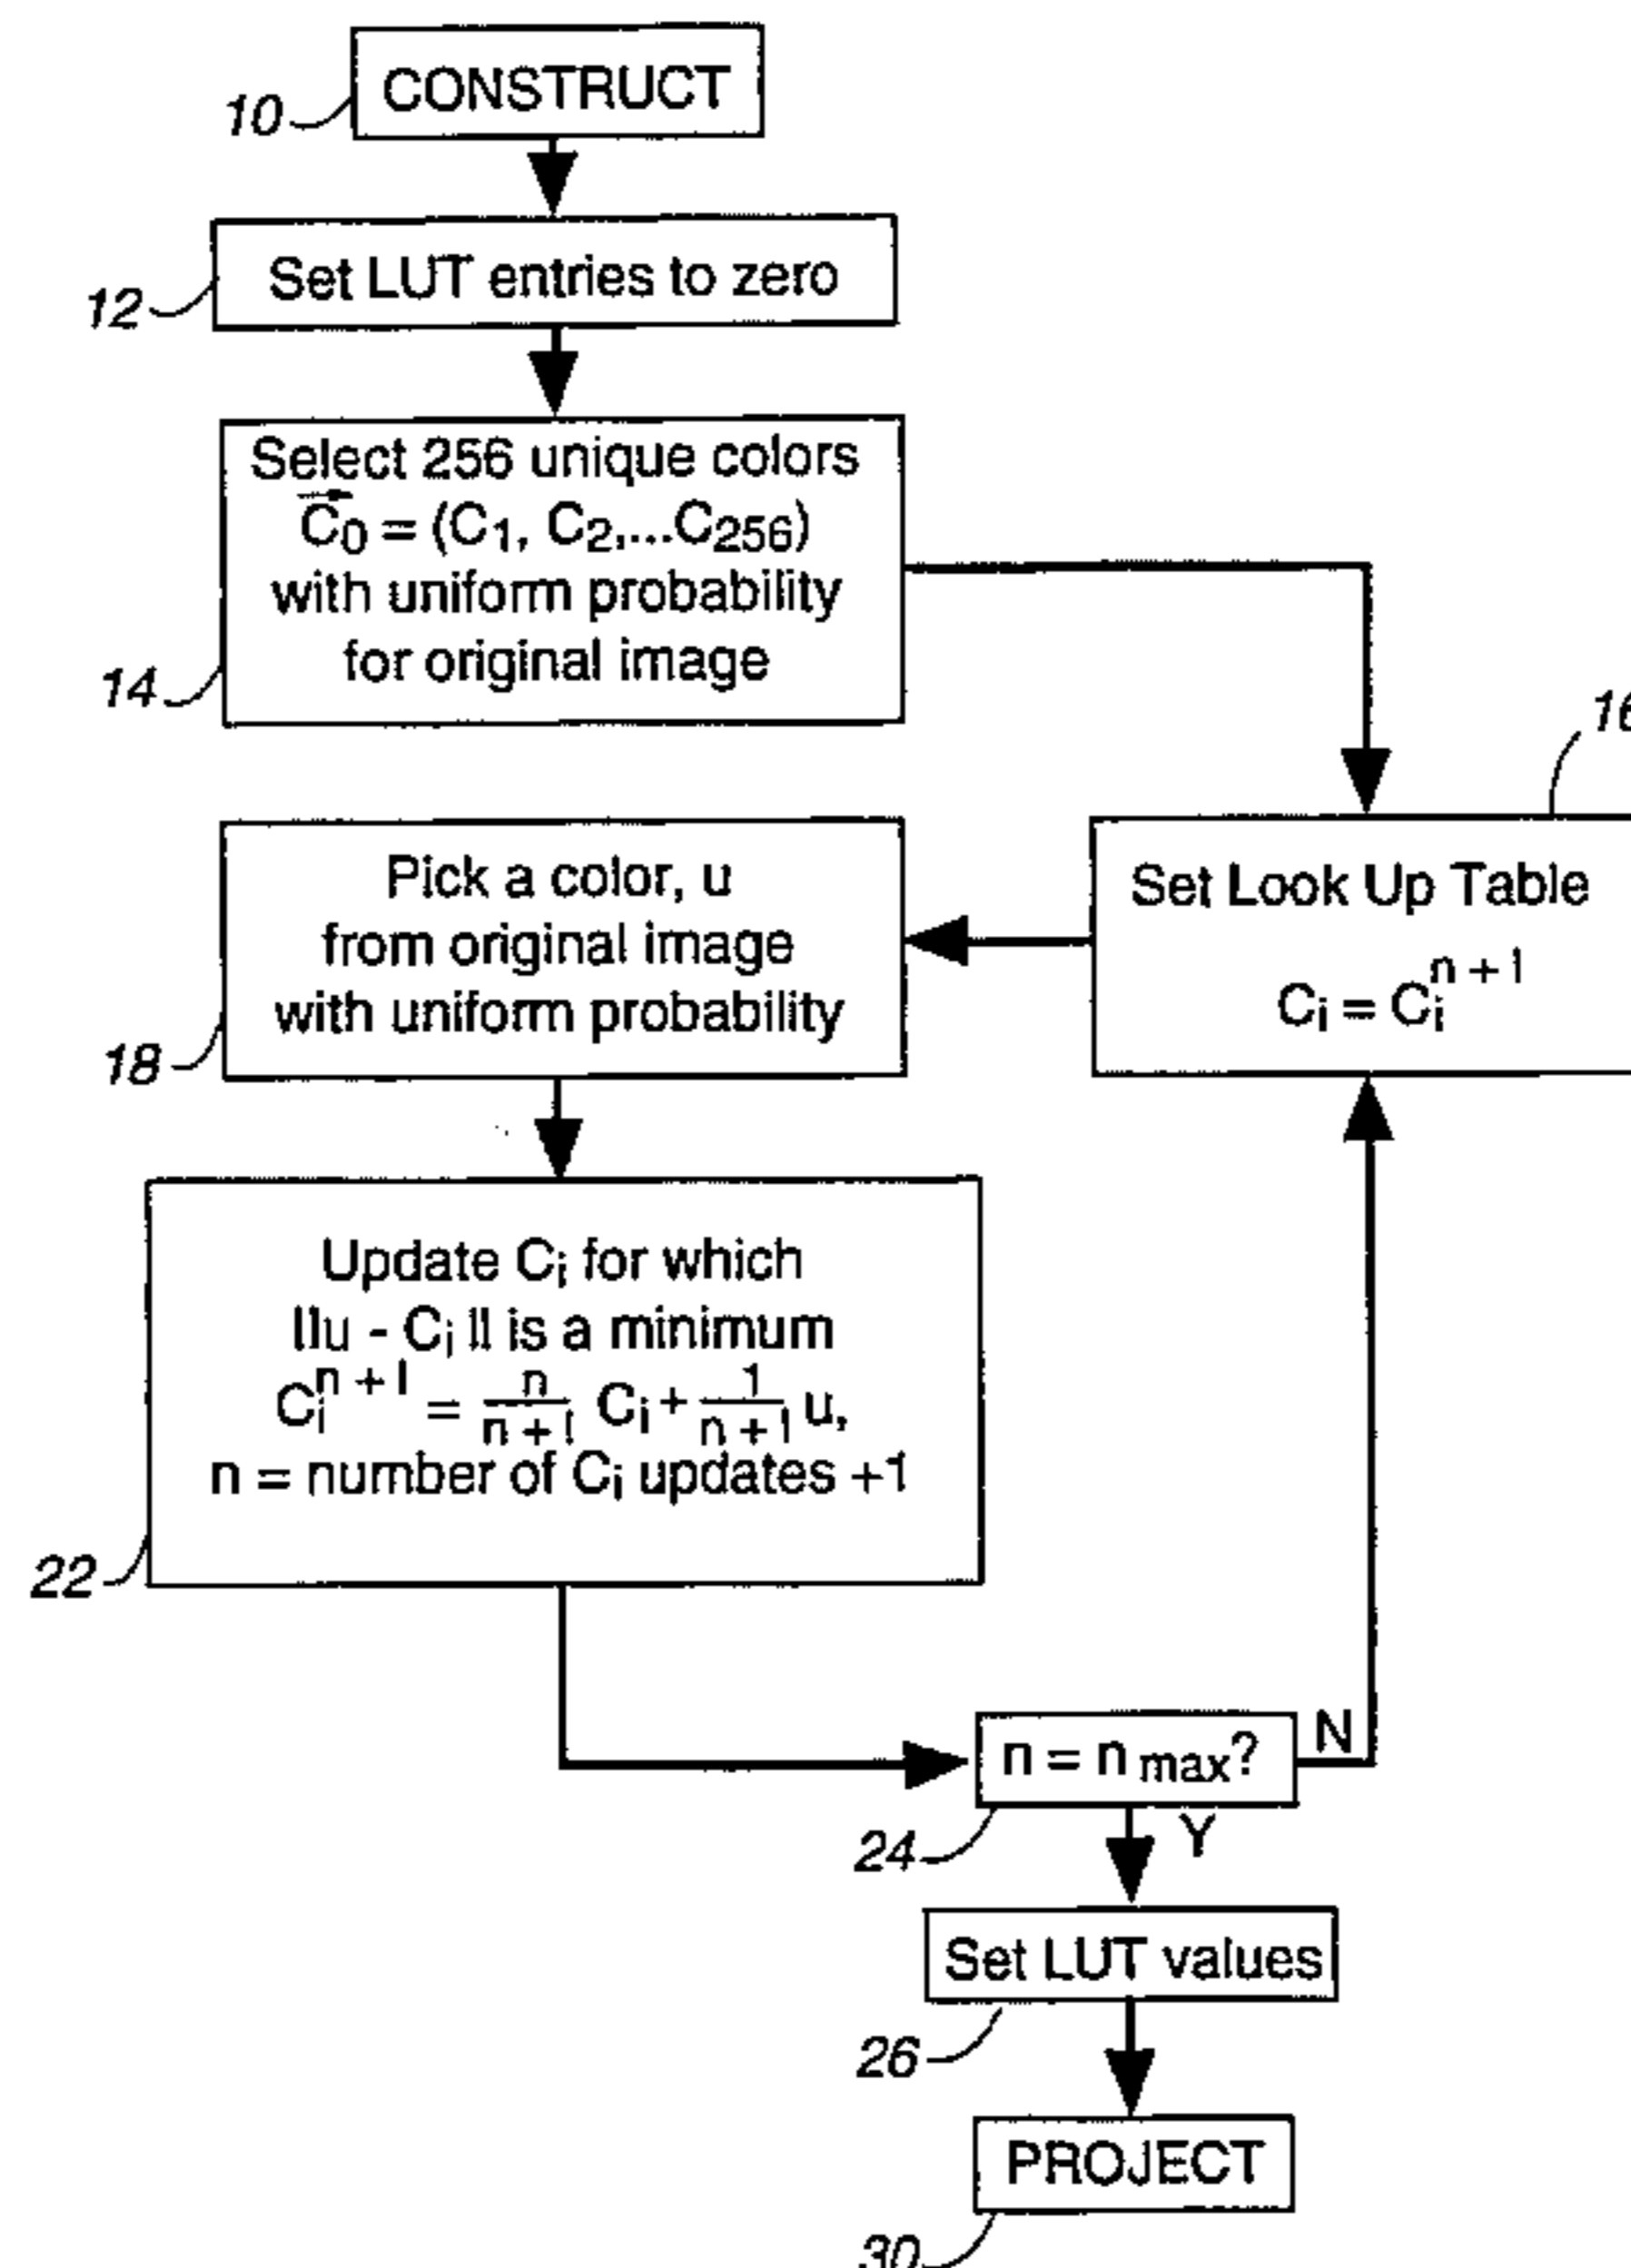 CONSTRUCT
10
Set LUT entries to zero
12
Select 256 unique colors
C₀ = (C₁, C₂,...C₂₅₆)
with uniform probability
for original image
14
16
Set Look Up Table
Cᵢ = Cᵢⁿ⁺¹
Pick a color, u
from original image
with uniform probability
18
Update Cᵢ for which
||u - Cᵢ|| is a minimum
Cᵢⁿ⁺¹ = n/(n+1) Cᵢ + 1/(n+1) u,
n = number of Cᵢ updates +1
22
n = n max?
N
24
Y
Set LUT values
26
PROJECT
30